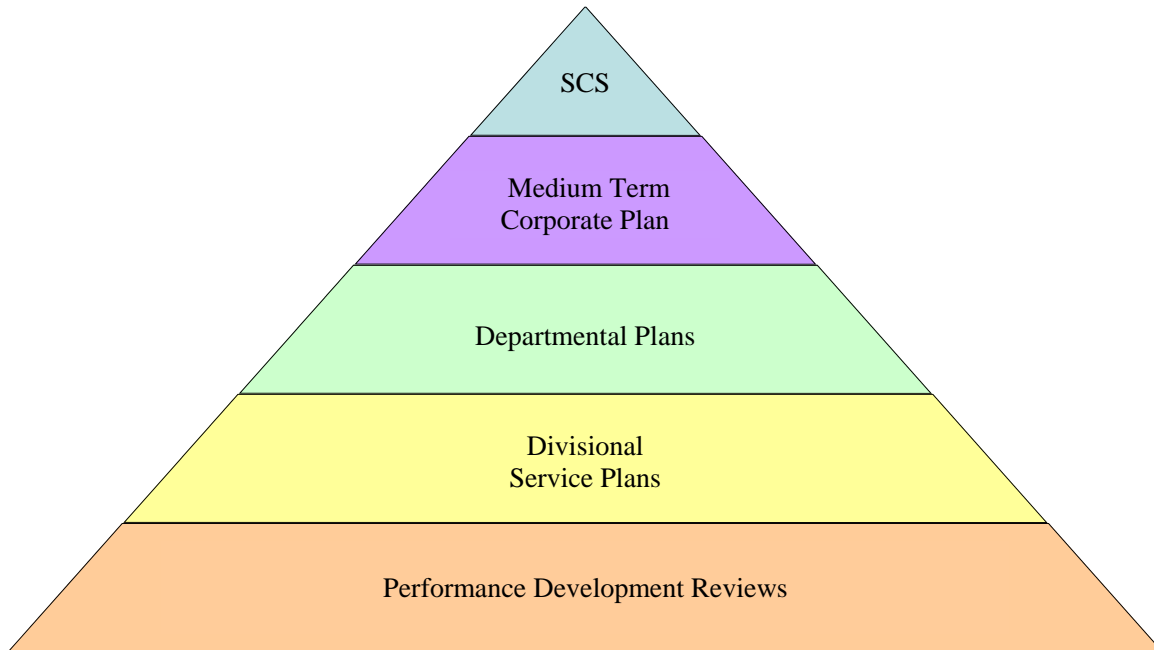 SCS
Medium Term
Corporate Plan
Departmental Plans
Divisional
Service Plans
Performance Development Reviews